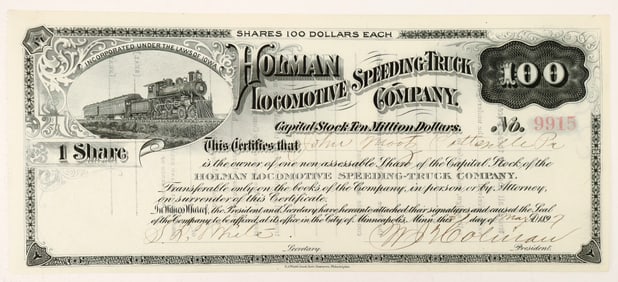 SHARES 100 DOLLARS EACH
INCORPORATED UNDER THE LAWS OF IOWA.
HOLMAN
LOCOMOTIVE SPEEDING-TRUCK
COMPANY.
100
Capital Stock Ten Million Dollars.
No. 9915
1 Share
This Certifies that John Pottsville Pa
is the owner of one non assessable Share of the Capital Stock of the
HOLMAN LOCOMOTIVE SPEEDING-TRUCK COMPANY.
Transferable only on the books of the Company, in person or by Attorney,
on surrender of this Certificate.
In Witness Whereof, the President and Secretary have hereunto attached their signatures and caused the Seal
of the Company to be affixed, at its office in the City of Minneapolis, Minn. this day of 1897
W. J. Holman
Secretary.
President.